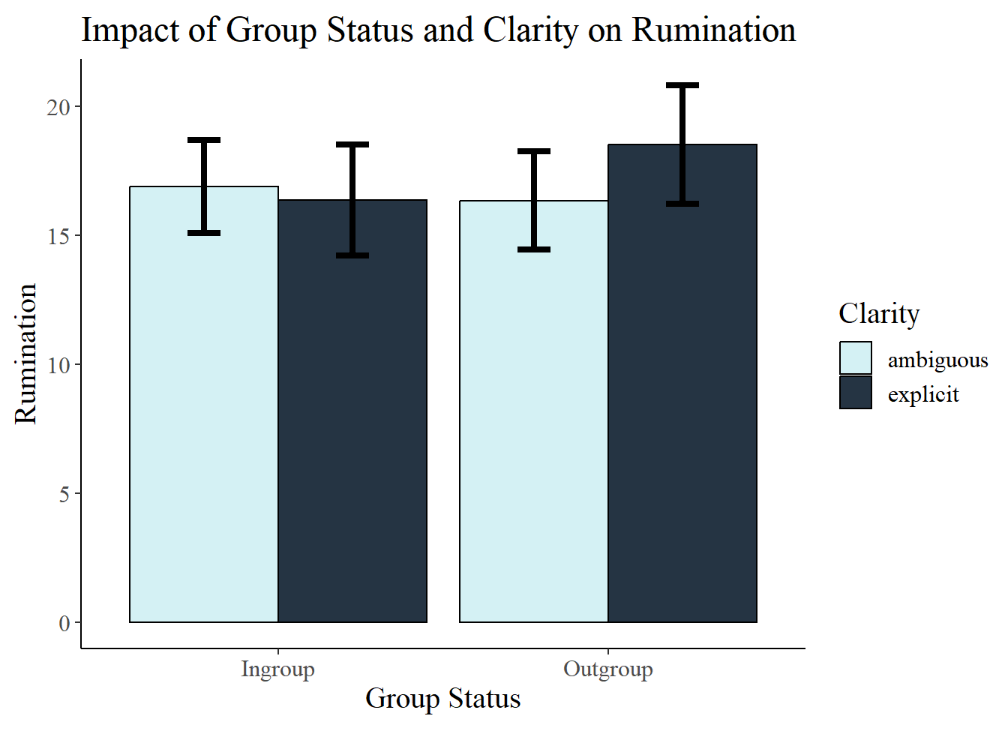 Impact of Group Status and Clarity on Rumination
20
15
10
5
0
Rumination
Ingroup
Outgroup
Group Status
Clarity
ambiguous
explicit